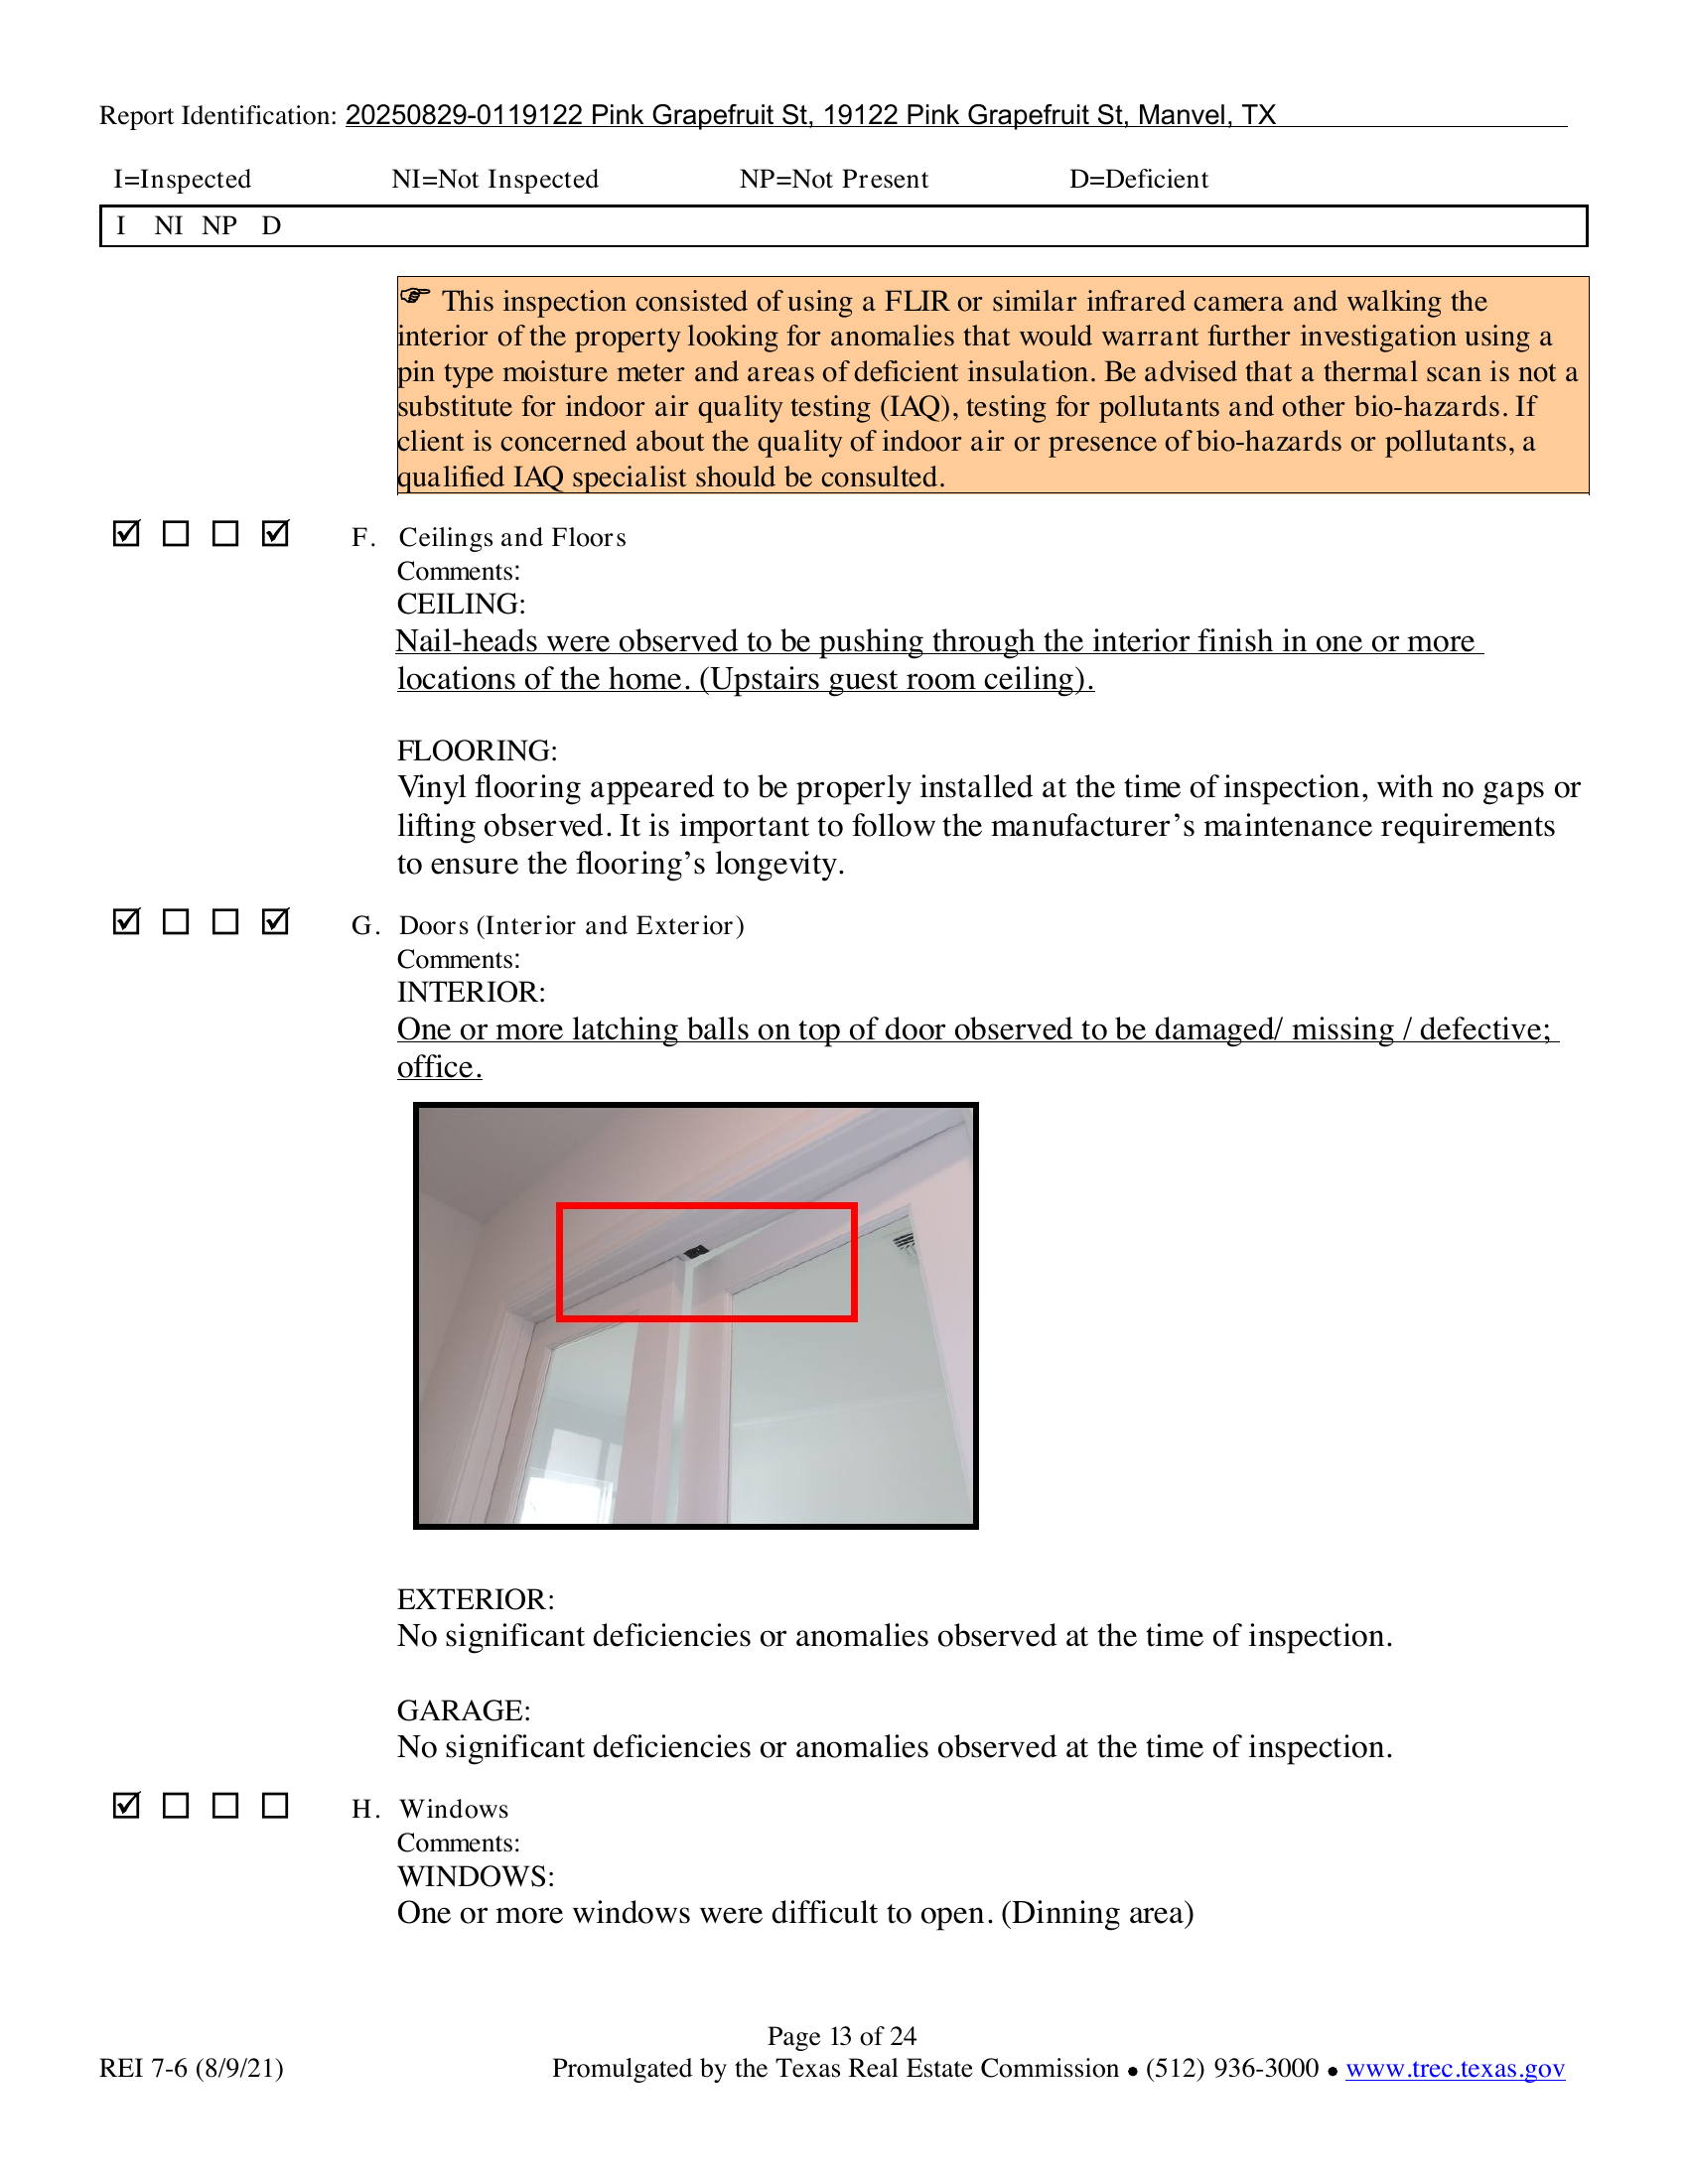 Report Identification: 20250829-0119122 Pink Grapefruit St, 19122 Pink Grapefruit St, Manvel, TX
I=Inspected NI=Not Inspected NP=Not Present D=Deficient
I NI NP D
☞ This inspection consisted of using a FLIR or similar infrared camera and walking the
interior of the property looking for anomalies that would warrant further investigation using a
pin type moisture meter and areas of deficient insulation. Be advised that a thermal scan is not a
substitute for indoor air quality testing (IAQ), testing for pollutants and other bio-hazards. If
client is concerned about the quality of indoor air or presence of bio-hazards or pollutants, a
qualified IAQ specialist should be consulted.
☑ ☐ ☐ ☑ F. Ceilings and Floors
Comments:
CEILING:
Nail-heads were observed to be pushing through the interior finish in one or more
locations of the home. (Upstairs guest room ceiling).
FLOORING:
Vinyl flooring appeared to be properly installed at the time of inspection, with no gaps or
lifting observed. It is important to follow the manufacturer’s maintenance requirements
to ensure the flooring’s longevity.
☑ ☐ ☐ ☑ G. Doors (Interior and Exterior)
Comments:
INTERIOR:
One or more latching balls on top of door observed to be damaged/ missing / defective;
office.
EXTERIOR:
No significant deficiencies or anomalies observed at the time of inspection.
GARAGE:
No significant deficiencies or anomalies observed at the time of inspection.
☑ ☐ ☐ ☐ H. Windows
Comments:
WINDOWS:
One or more windows were difficult to open. (Dinning area)
Page 13 of 24
REI 7-6 (8/9/21) Promulgated by the Texas Real Estate Commission • (512) 936-3000 • www.trec.texas.gov